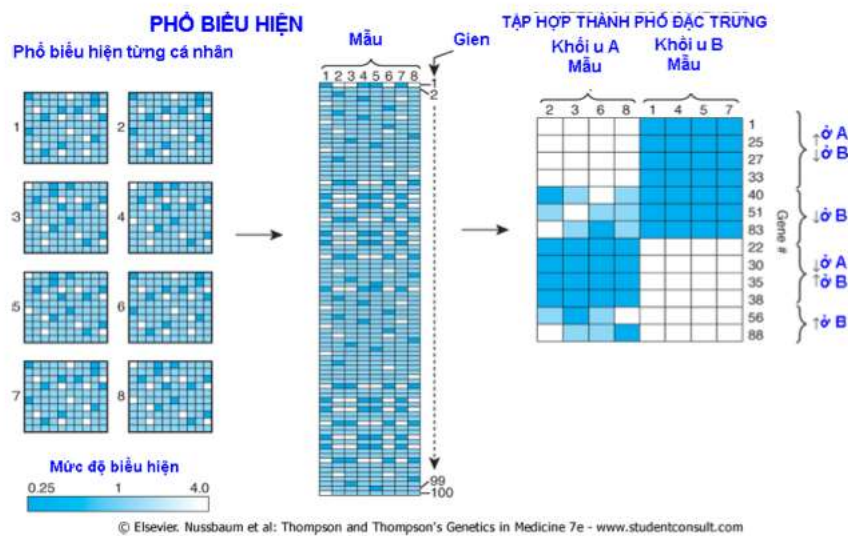 PHỔ BIỂU HIỆN
Phổ biểu hiện từng cá nhân
1
2
3
4
5
6
7
8
Mức độ biểu hiện
0.25 1 4.0
Mẫu
Gien
1 2 3 4 5 6 7 8
1
2
99
100
TẬP HỢP THÀNH PHỔ ĐẶC TRƯNG
Khối u A
Mẫu
Khối u B
Mẫu
2 3 6 8 1 4 5 7
1
25
27
33
40
51
83
22
30
35
38
56
88
Gene #
↑ở A
↓ở B
↓ở B
↓ở A
↑ở B
↑ở B
© Elsevier. Nussbaum et al: Thompson and Thompson's Genetics in Medicine 7e - www.studentconsult.com